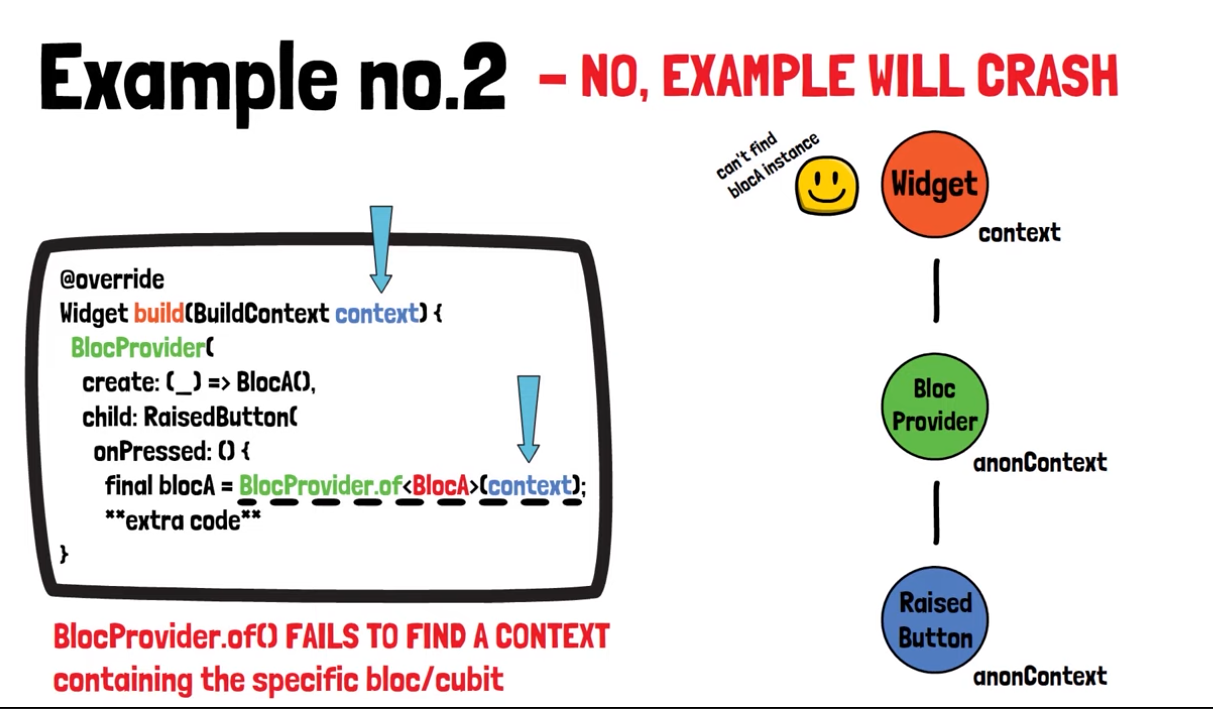 Example no.2 – NO, EXAMPLE WILL CRASH
can't find
blocA instance
Widget
context
@override
Widget build(BuildContext context) {
BlocProvider(
create: (_) => BlocA(),
child: RaisedButton(
onPressed: () {
final blocA = BlocProvider.of<BlocA>(context);
**extra code**
}
Bloc
Provider
anonContext
Raised
Button
anonContext
BlocProvider.of() FAILS TO FIND A CONTEXT
containing the specific bloc/cubit